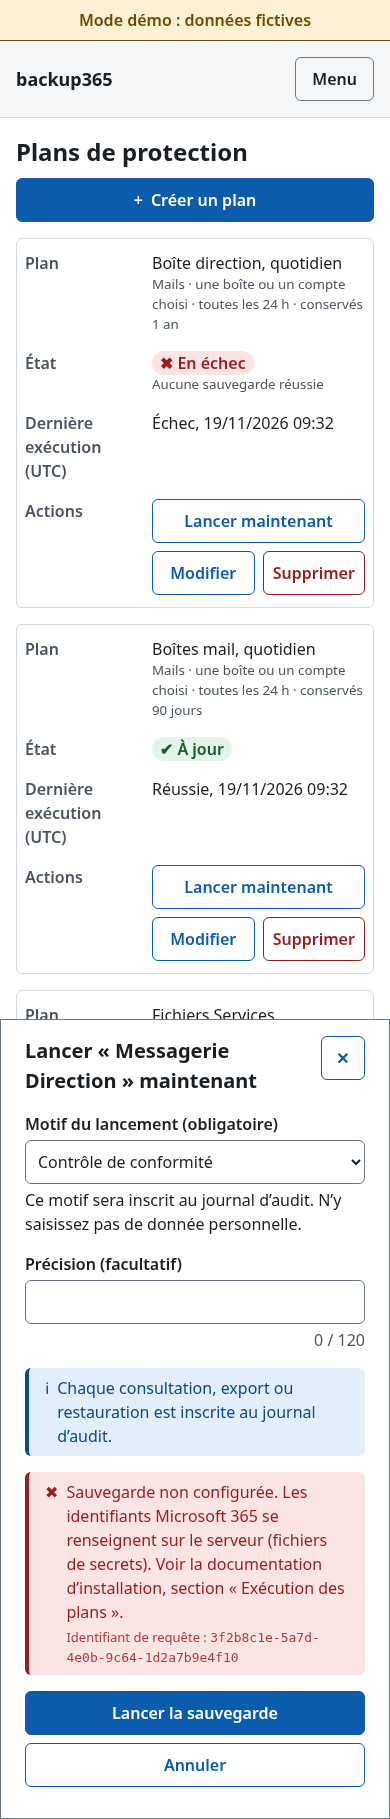 Mode démo : données fictives
backup365
Menu
Plans de protection
+ Créer un plan
Plan
Boîte direction, quotidien
Mails · une boîte ou un compte
choisi · toutes les 24 h · conservés
1 an
État
✖ En échec
Aucune sauvegarde réussie
Dernière
exécution
(UTC)
Échec, 19/11/2026 09:32
Actions
Lancer maintenant
Modifier
Supprimer
Plan
Boîtes mail, quotidien
Mails · une boîte ou un compte
choisi · toutes les 24 h · conservés
90 jours
État
✔ À jour
Dernière
exécution
(UTC)
Réussie, 19/11/2026 09:32
Actions
Lancer maintenant
Modifier
Supprimer
Plan
Fichiers Services
Lancer « Messagerie
Direction » maintenant
✕
Motif du lancement (obligatoire)
Contrôle de conformité
Ce motif sera inscrit au journal d’audit. N’y
saisissez pas de donnée personnelle.
Précision (facultatif)
0 / 120
i Chaque consultation, export ou
restauration est inscrite au journal
d’audit.
✖ Sauvegarde non configurée. Les
identifiants Microsoft 365 se
renseignent sur le serveur (fichiers
de secrets). Voir la documentation
d’installation, section « Exécution des
plans ».
Identifiant de requête : 3f2b8c1e-5a7d-
4e0b-9c64-1d2a7b9e4f10
Lancer la sauvegarde
Annuler